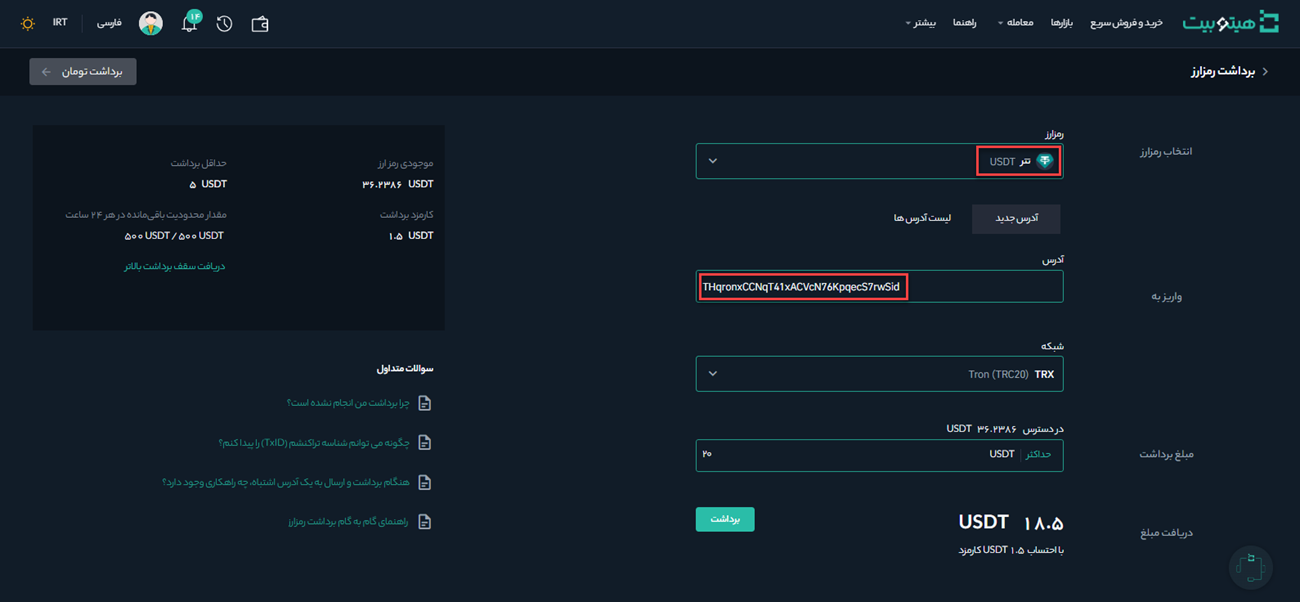 هیتوبیت
خرید و فروش سریع
بازارها
معامله
راهنما
بیشتر
۱۴
فارسی
IRT
برداشت رمزارز
برداشت تومان
انتخاب رمزارز
رمزارز
تتر USDT
آدرس جدید
لیست آدرس ها
واریز به
آدرس
THqronxCCNqT41xACVcN76KpqecS7rwSid
شبکه
TRX Tron (TRC20)
مبلغ برداشت
در دسترس ۳۶.۲۳۸۶ USDT
حداکثر USDT ۲۰
دریافت مبلغ
۱۸.۵ USDT
با احتساب ۱.۵ USDT کارمزد
برداشت
موجودی رمز ارز
۳۶.۲۳۸۶ USDT
حداقل برداشت
۵ USDT
کارمزد برداشت
۱.۵ USDT
مقدار محدودیت باقی‌مانده در هر ۲۴ ساعت
۵۰۰ USDT / ۵۰۰ USDT
دریافت سقف برداشت بالاتر
سوالات متداول
چرا برداشت من انجام نشده است؟
چگونه می توانم شناسه تراکنشم (TxID) را پیدا کنم؟
هنگام برداشت و ارسال به یک آدرس اشتباه، چه راهکاری وجود دارد؟
راهنمای گام به گام برداشت رمزارز